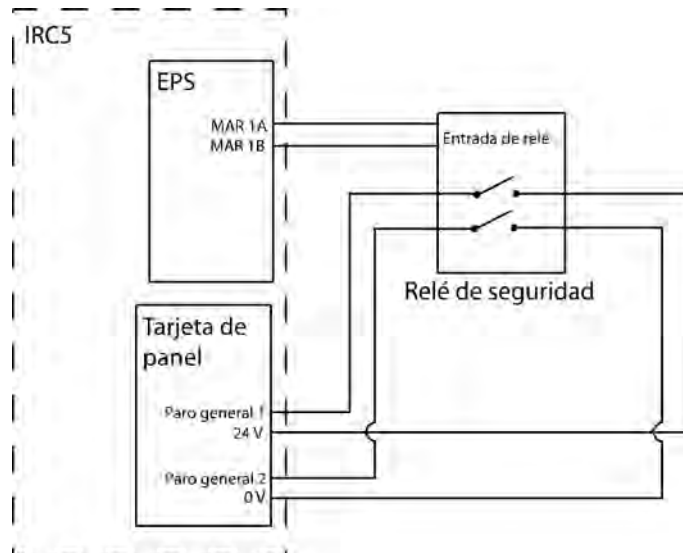 IRC5
EPS
MAR 1A
MAR 1B
Entrada de relé
Relé de seguridad
Tarjeta de
panel
Paro general 1
24 V
Paro general 2
0 V